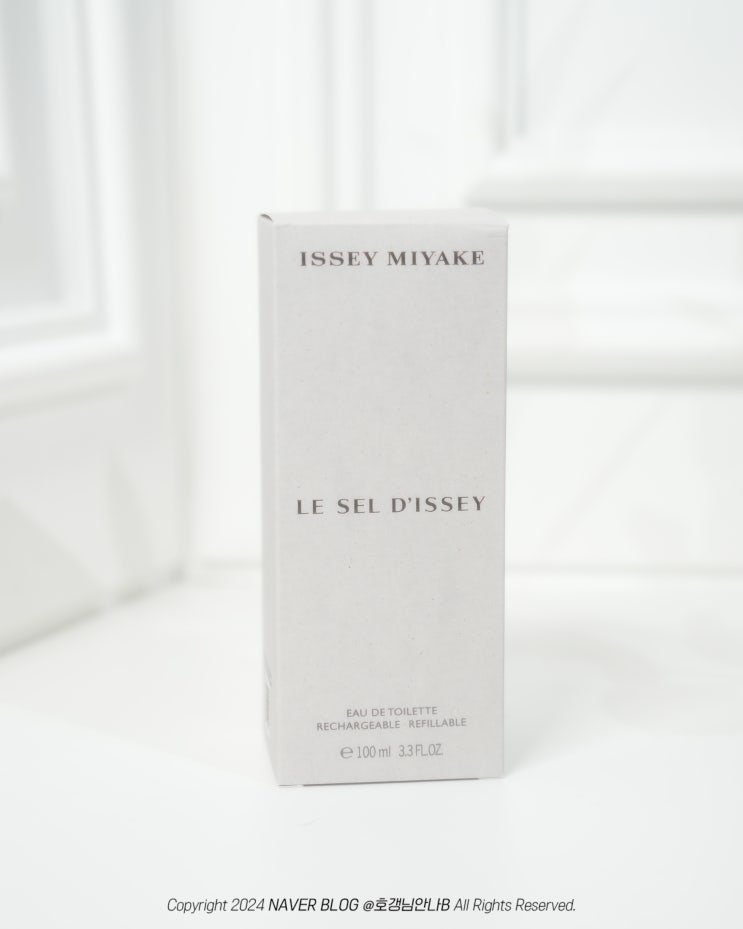 ISSEY MIYAKE
LE SEL D'ISSEY
EAU DE TOILETTE
RECHARGEABLE REFILLABLE
℮ 100 ml 3.3 FL.OZ.
Copyright 2024 NAVER BLOG @호갱님안나B All Rights Reserved.